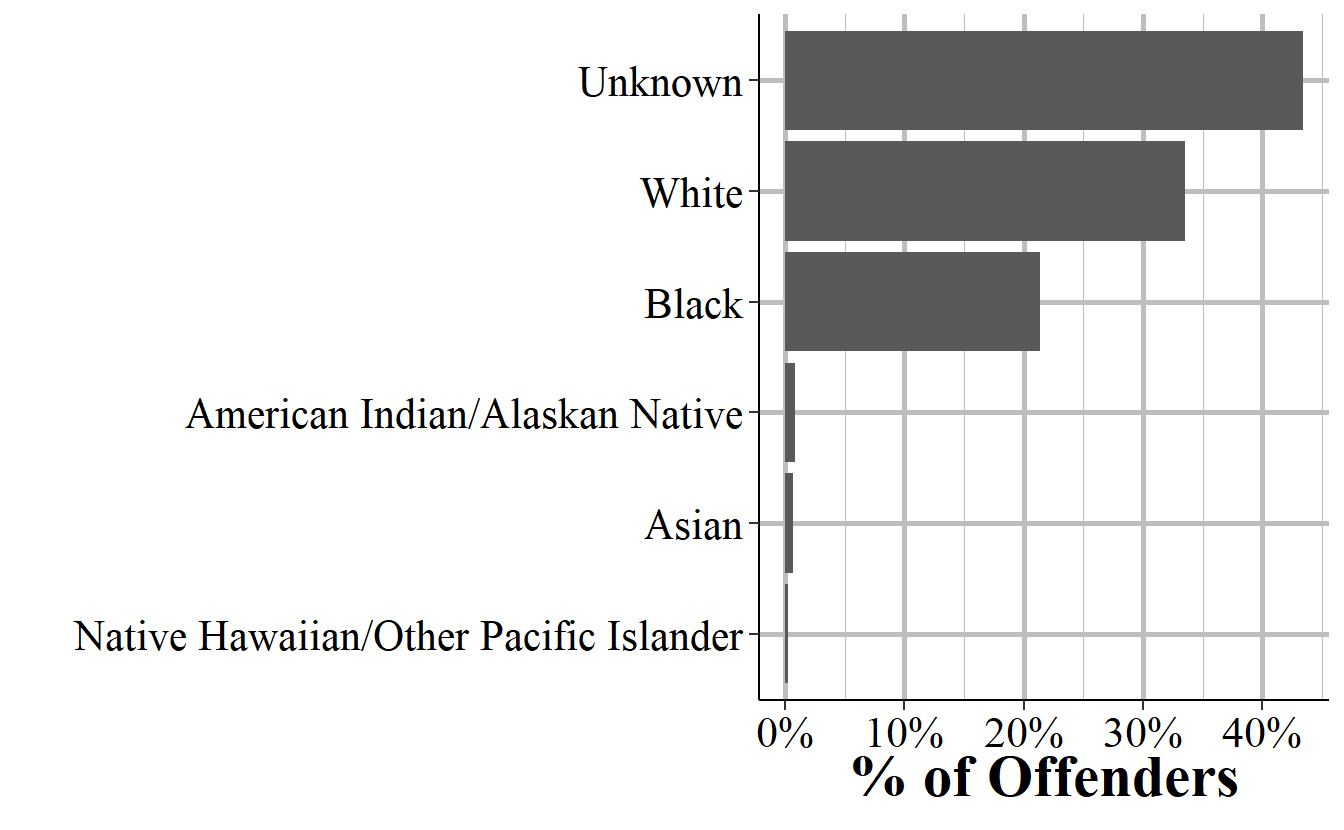 Unknown
White
Black
American Indian/Alaskan Native
Asian
Native Hawaiian/Other Pacific Islander
0% 10% 20% 30% 40%
% of Offenders